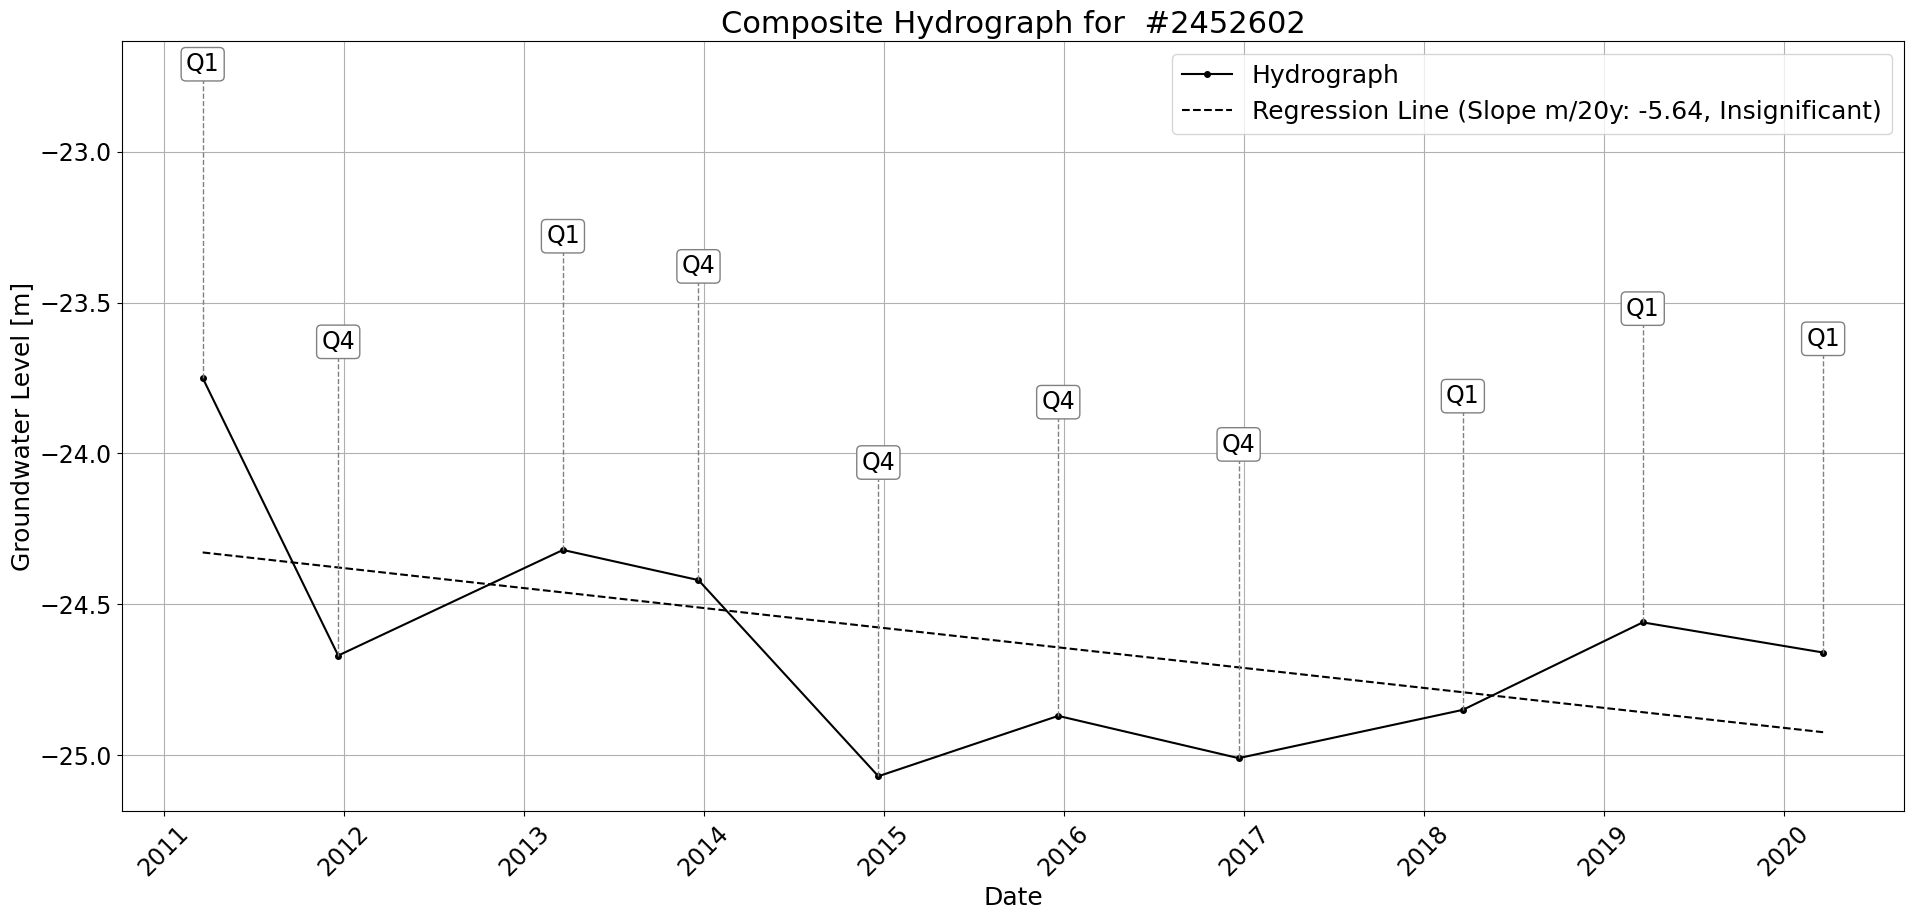 Composite Hydrograph for  #2452602
Hydrograph
Regression Line (Slope m/20y: -5.64, Insignificant)
Q1
Q4
Q1
Q4
Q4
Q4
Q4
Q1
Q1
Q1
Groundwater Level [m]
−23.0
−23.5
−24.0
−24.5
−25.0
2011
2012
2013
2014
2015
2016
2017
2018
2019
2020
Date